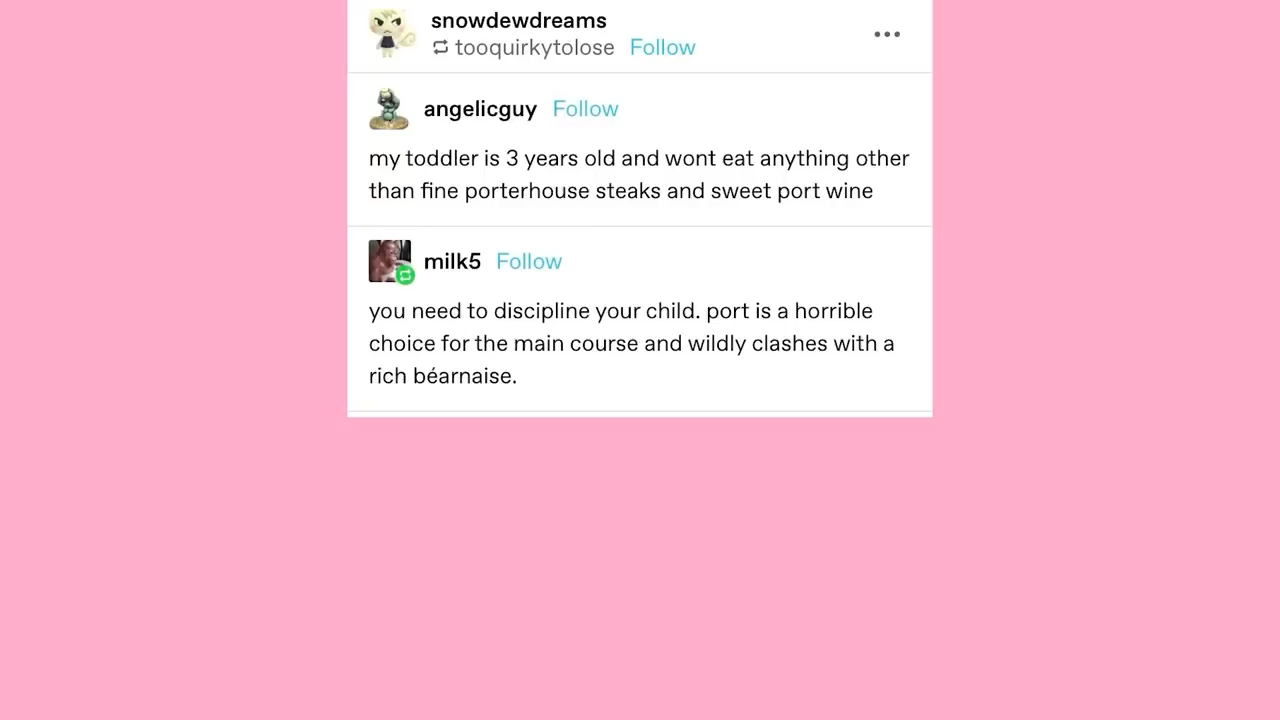 snowdewdreams
tooquirkytolose Follow
angelicguy Follow
my toddler is 3 years old and wont eat anything other
than fine porterhouse steaks and sweet port wine
milk5 Follow
you need to discipline your child. port is a horrible
choice for the main course and wildly clashes with a
rich béarnaise.